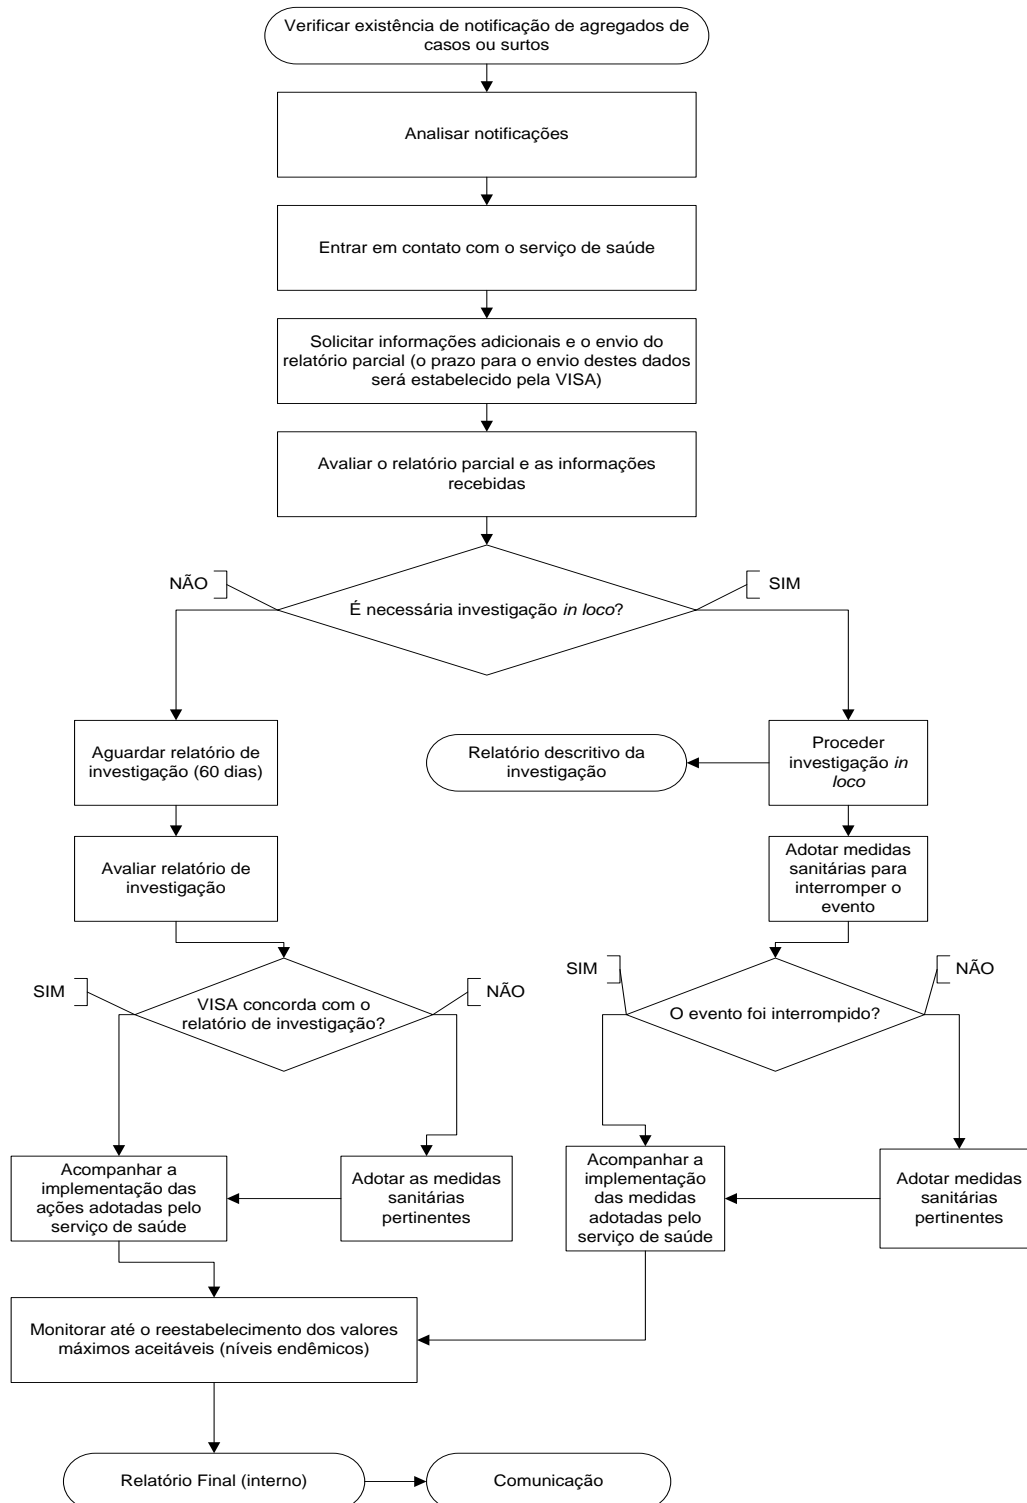 Verificar existência de notificação de agregados de
casos ou surtos
Analisar notificações
Entrar em contato com o serviço de saúde
Solicitar informações adicionais e o envio do
relatório parcial (o prazo para o envio destes dados
será estabelecido pela VISA)
Avaliar o relatório parcial e as informações
recebidas
NÃO
SIM
É necessária investigação in loco?
Aguardar relatório de
investigação (60 dias)
Relatório descritivo da
investigação
Proceder
investigação in
loco
Avaliar relatório de
investigação
Adotar medidas
sanitárias para
interromper o
evento
SIM
NÃO
VISA concorda com o
relatório de investigação?
SIM
NÃO
O evento foi interrompido?
Acompanhar a
implementação das
ações adotadas pelo
serviço de saúde
Adotar as medidas
sanitárias
pertinentes
Acompanhar a
implementação
das medidas
adotadas pelo
serviço de saúde
Adotar medidas
sanitárias
pertinentes
Monitorar até o reestabelecimento dos valores
máximos aceitáveis (níveis endêmicos)
Relatório Final (interno)
Comunicação